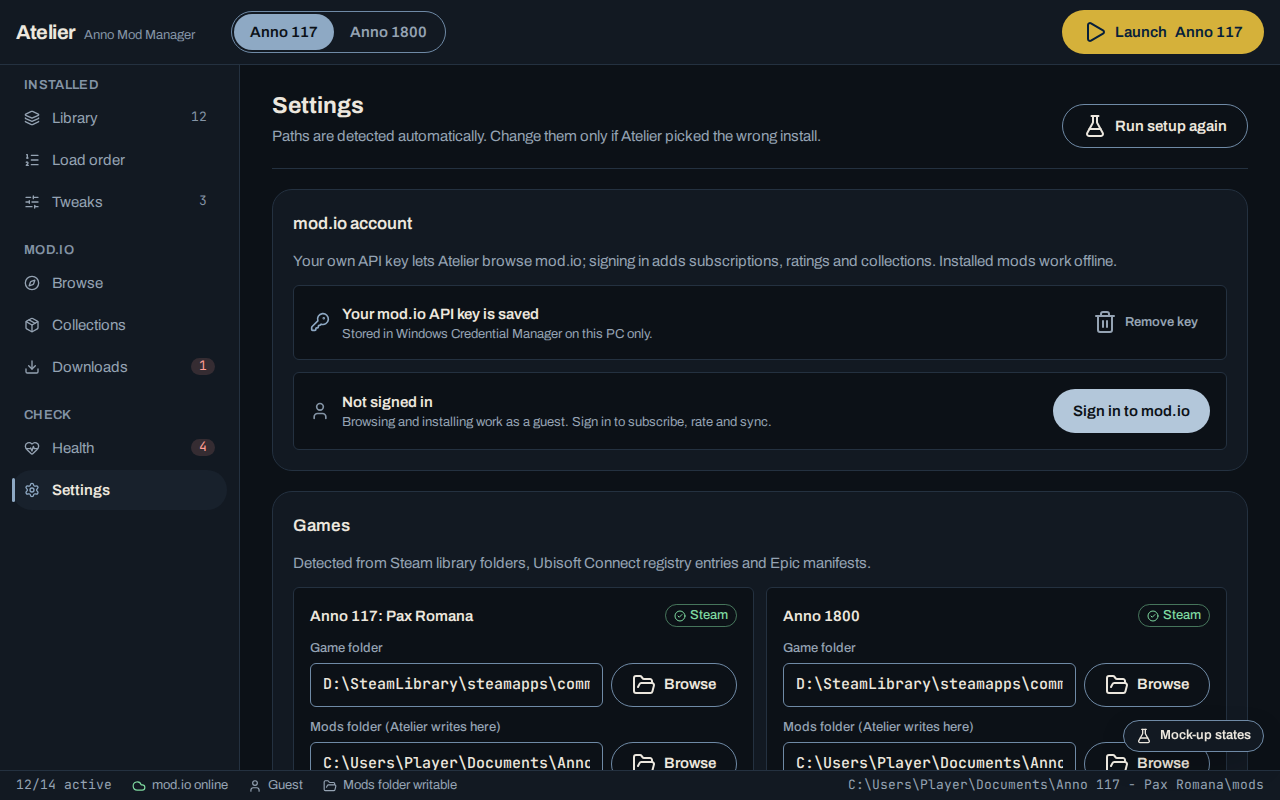 Atelier Anno Mod Manager
Anno 117
Anno 1800
Launch Anno 117
INSTALLED
Library 12
Load order
Tweaks 3
MOD.IO
Browse
Collections
Downloads 1
CHECK
Health 4
Settings
Settings
Paths are detected automatically. Change them only if Atelier picked the wrong install.
Run setup again
mod.io account
Your own API key lets Atelier browse mod.io; signing in adds subscriptions, ratings and collections. Installed mods work offline.
Your mod.io API key is saved
Stored in Windows Credential Manager on this PC only.
Remove key
Not signed in
Browsing and installing work as a guest. Sign in to subscribe, rate and sync.
Sign in to mod.io
Games
Detected from Steam library folders, Ubisoft Connect registry entries and Epic manifests.
Anno 117: Pax Romana
Steam
Game folder
D:\SteamLibrary\steamapps\comm
Browse
Mods folder (Atelier writes here)
C:\Users\Player\Documents\Anno
Browse
Anno 1800
Steam
Game folder
D:\SteamLibrary\steamapps\comm
Browse
Mods folder (Atelier writes here)
C:\Users\Player\Documents\Anno
Browse
Mock-up states
12/14 active
mod.io online
Guest
Mods folder writable
C:\Users\Player\Documents\Anno 117 - Pax Romana\mods